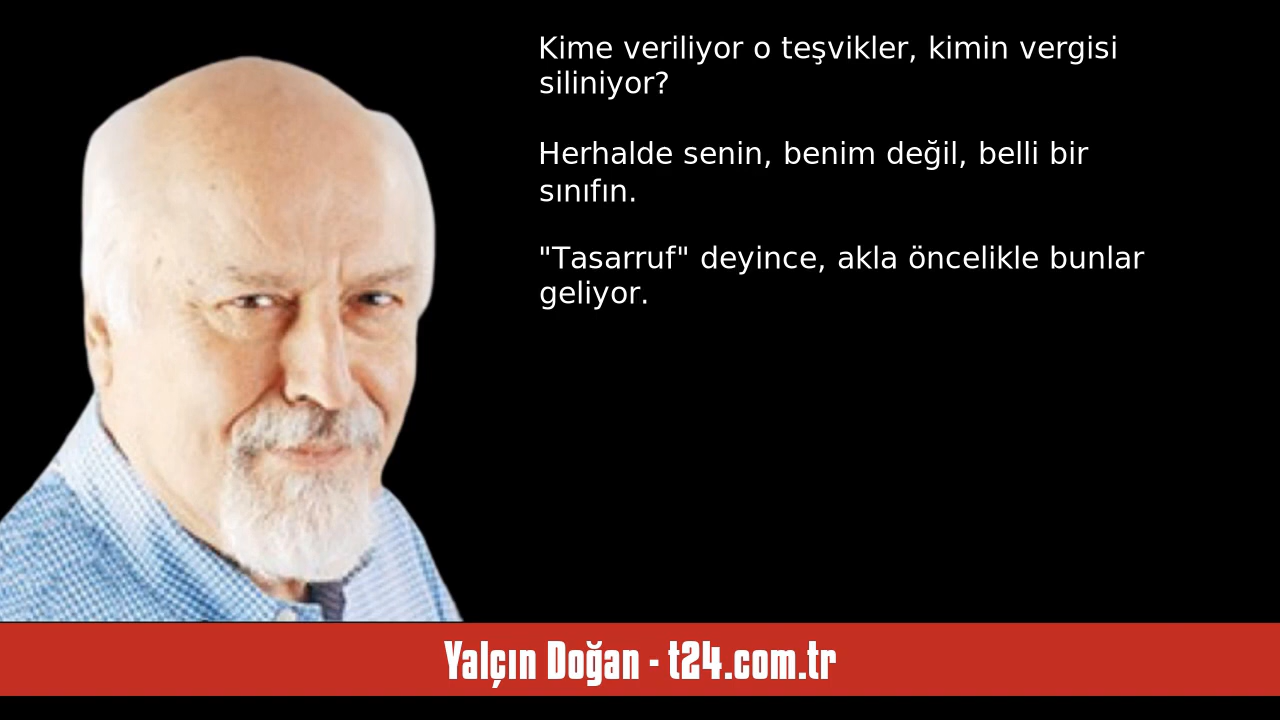 Kime veriliyor o teşvikler, kimin vergisi
siliniyor?
Herhalde senin, benim değil, belli bir
sınıfın.
"Tasarruf" deyince, akla öncelikle bunlar
geliyor.
Yalçın Doğan - t24.com.tr